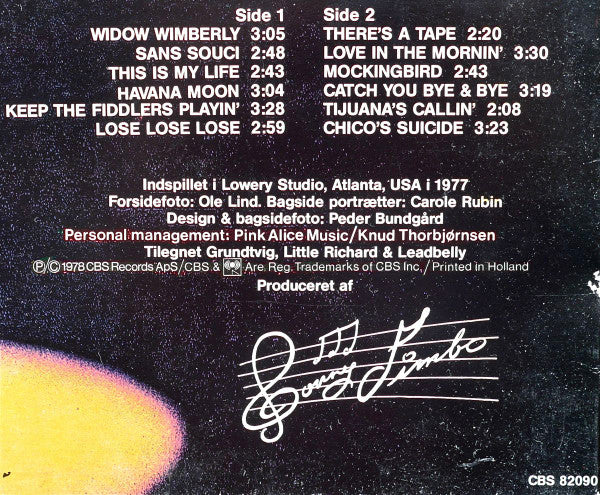 Side 1
WIDOW WIMBERLY 3:05
SANS SOUCI 2:48
THIS IS MY LIFE 2:43
HAVANA MOON 3:04
KEEP THE FIDDLERS PLAYIN' 3:28
LOSE LOSE LOSE 2:59
Side 2
THERE'S A TAPE 2:20
LOVE IN THE MORNIN' 3:30
MOCKINGBIRD 2:43
CATCH YOU BYE & BYE 3:19
TIJUANA'S CALLIN' 2:08
CHICO'S SUICIDE 3:23
Indspillet i Lowery Studio, Atlanta, USA i 1977
Forsidefoto: Ole Lind. Bagside portrætter: Carole Rubin
Design & bagsidefoto: Peder Bundgård
Personal management: Pink Alice Music/Knud Thorbjørnsen
Tilegnet Grundtvig, Little Richard & Leadbelly
Ⓟ/Ⓒ 1978 CBS Records ApS/CBS & Are. Reg. Trademarks of CBS Inc./Printed in Holland
Produceret af
Sonny Limbo
CBS 82090